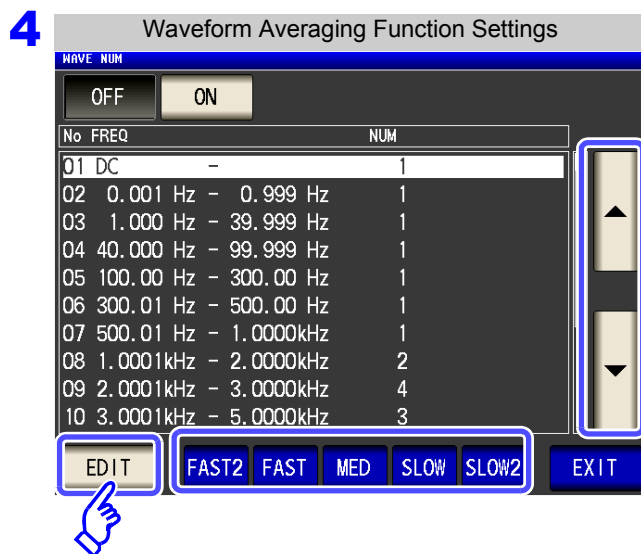 4
Waveform Averaging Function Settings
WAVE NUM
OFF ON
No FREQ NUM
01 DC - 1
02 0.001 Hz - 0.999 Hz 1
03 1.000 Hz - 39.999 Hz 1
04 40.000 Hz - 99.999 Hz 1
05 100.00 Hz - 300.00 Hz 1
06 300.01 Hz - 500.00 Hz 1
07 500.01 Hz - 1.0000kHz 1
08 1.0001kHz - 2.0000kHz 2
09 2.0001kHz - 3.0000kHz 4
10 3.0001kHz - 5.0000kHz 3
EDIT FAST2 FAST MED SLOW SLOW2 EXIT